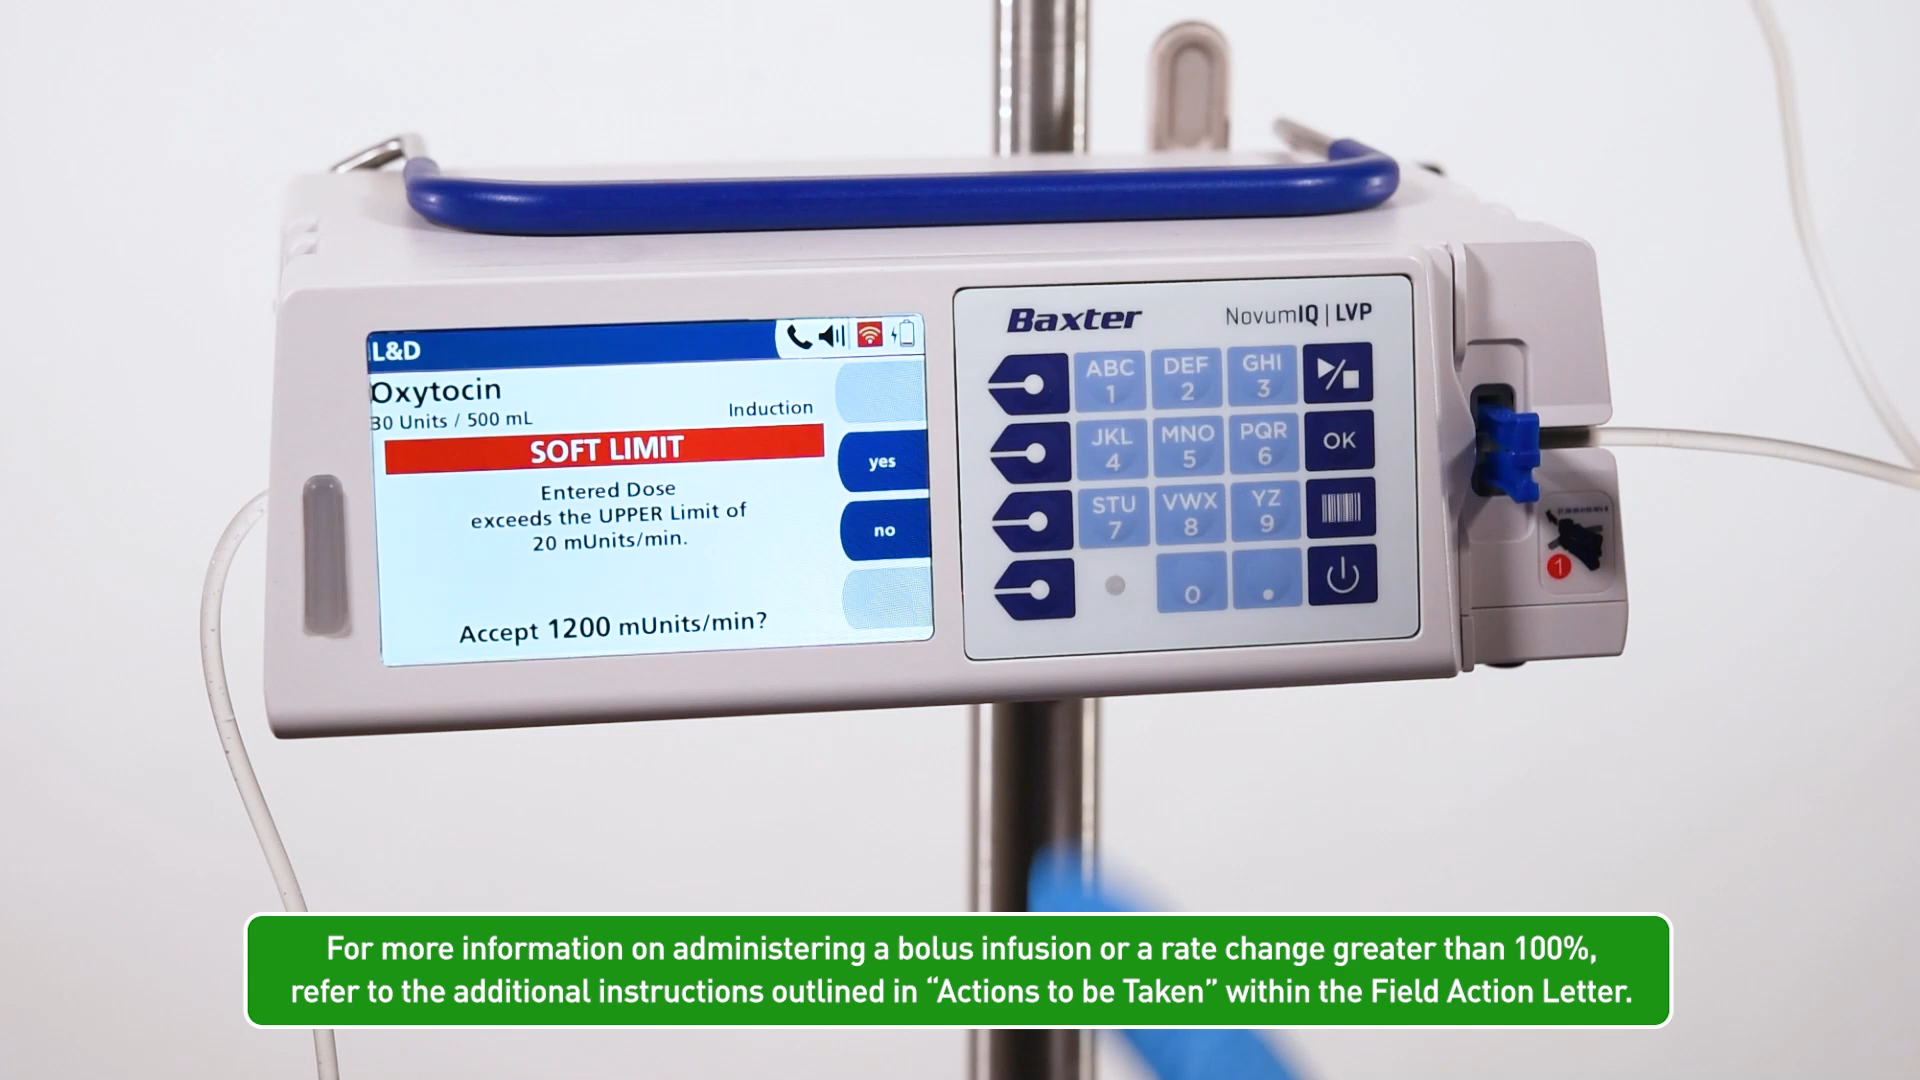 L&D
Oxytocin
30 Units / 500 mL
Induction
SOFT LIMIT
Entered Dose
exceeds the UPPER Limit of
20 mUnits/min.
Accept 1200 mUnits/min?
yes
no
Baxter
NovumIQ | LVP
ABC
1
DEF
2
GHI
3
JKL
4
MNO
5
PQR
6
OK
STU
7
VWX
8
YZ
9
0
.
1
For more information on administering a bolus infusion or a rate change greater than 100%,
refer to the additional instructions outlined in “Actions to be Taken” within the Field Action Letter.